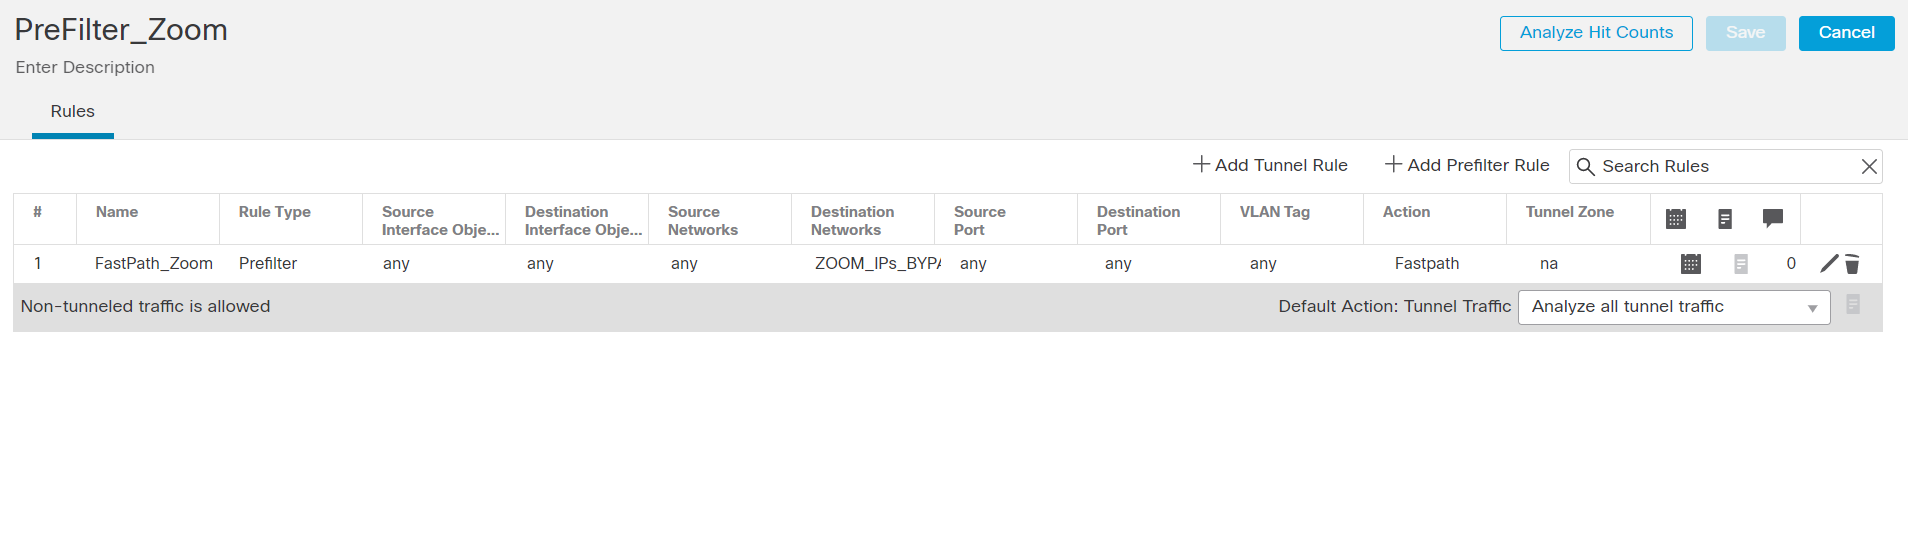 PreFilter_Zoom
Analyze Hit Counts Save Cancel
Enter Description
Rules
Add Tunnel Rule Add Prefilter Rule Search Rules
# Name Rule Type Source Interface Obje... Destination Interface Obje... Source Networks Destination Networks Source Port Destination Port VLAN Tag Action Tunnel Zone
1 FastPath_Zoom Prefilter any any any ZOOM_IPs_BYPA any any any Fastpath na 0
Non-tunneled traffic is allowed Default Action: Tunnel Traffic Analyze all tunnel traffic